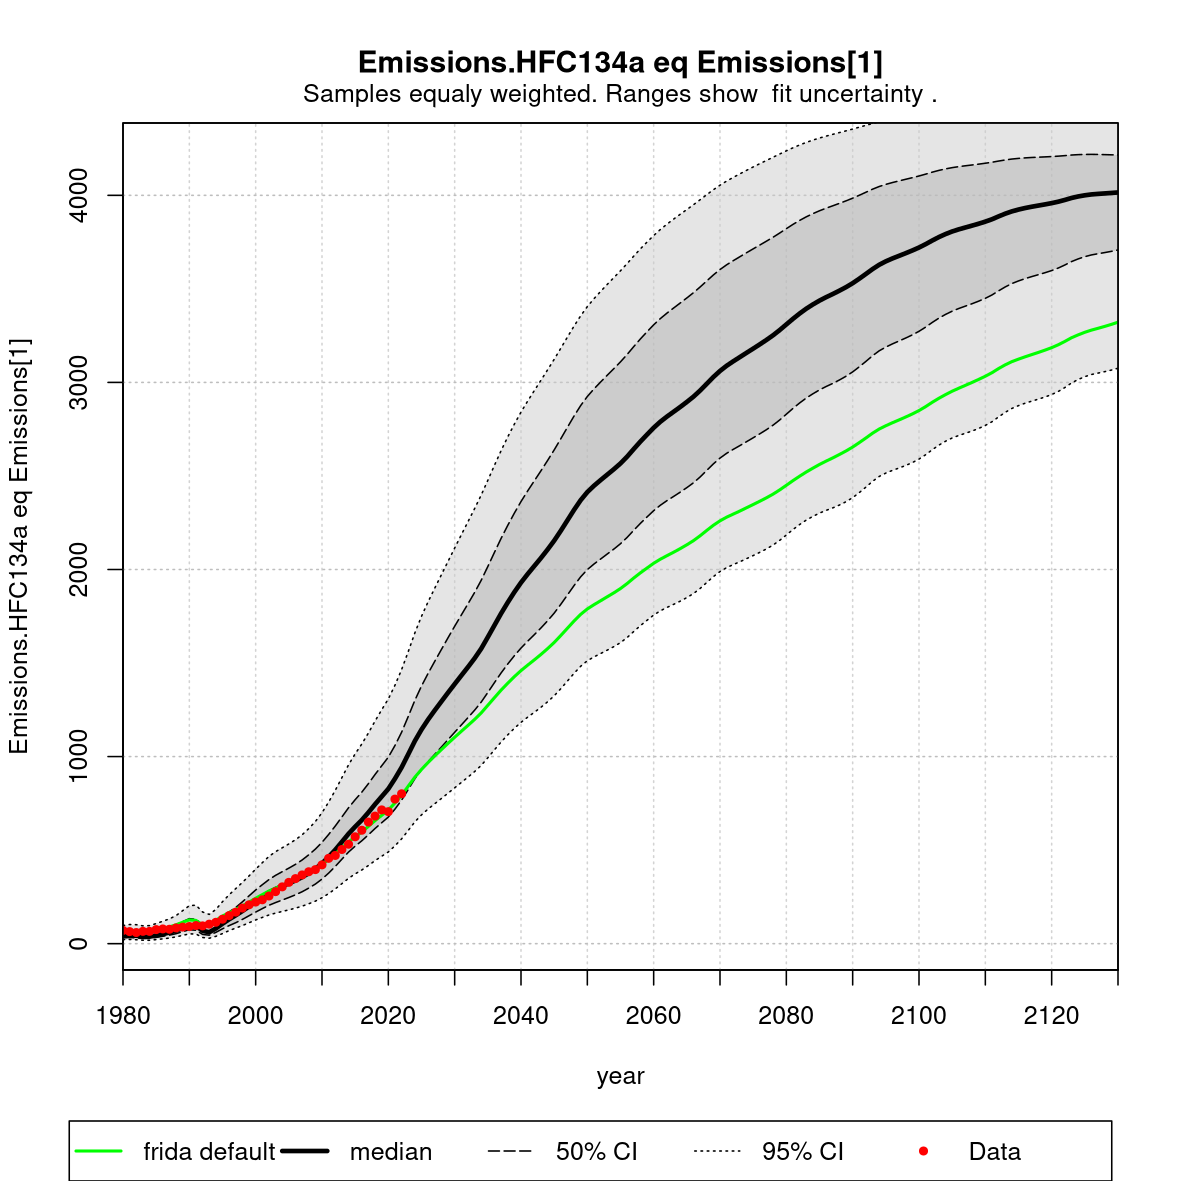 Emissions.HFC134a eq Emissions[1]
Samples equaly weighted. Ranges show  fit uncertainty .
Emissions.HFC134a eq Emissions[1]
4000
3000
2000
1000
0
1980 2000 2020 2040 2060 2080 2100 2120
year
frida default median 50% CI 95% CI Data